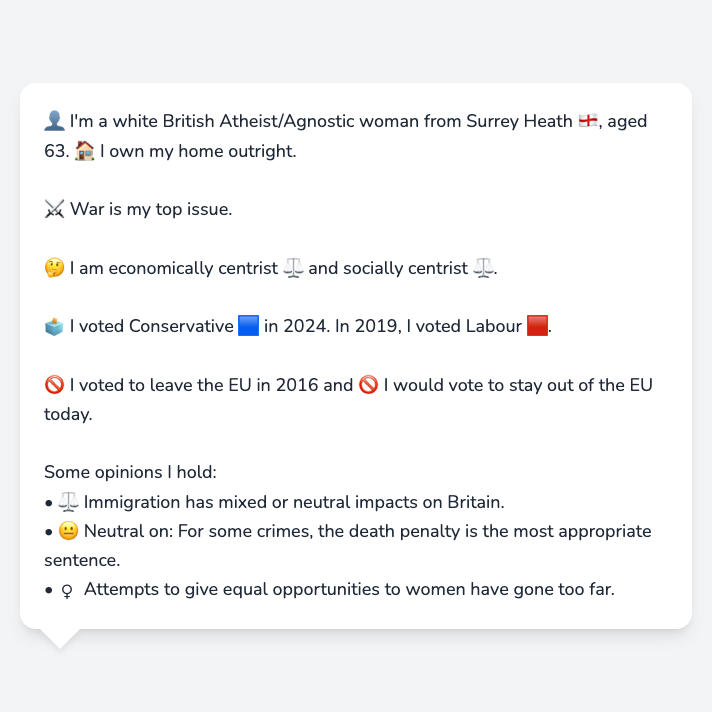 👤 I'm a white British Atheist/Agnostic woman from Surrey Heath 🏴󠁧󠁢󠁥󠁮󠁧󠁿, aged
63. 🏠 I own my home outright.
⚔️ War is my top issue.
🤔 I am economically centrist ⚖️ and socially centrist ⚖️.
🗳️ I voted Conservative 🟦 in 2024. In 2019, I voted Labour 🟥.
🚫 I voted to leave the EU in 2016 and 🚫 I would vote to stay out of the EU
today.
Some opinions I hold:
• ⚖️ Immigration has mixed or neutral impacts on Britain.
• 😐 Neutral on: For some crimes, the death penalty is the most appropriate
sentence.
• ♀ Attempts to give equal opportunities to women have gone too far.